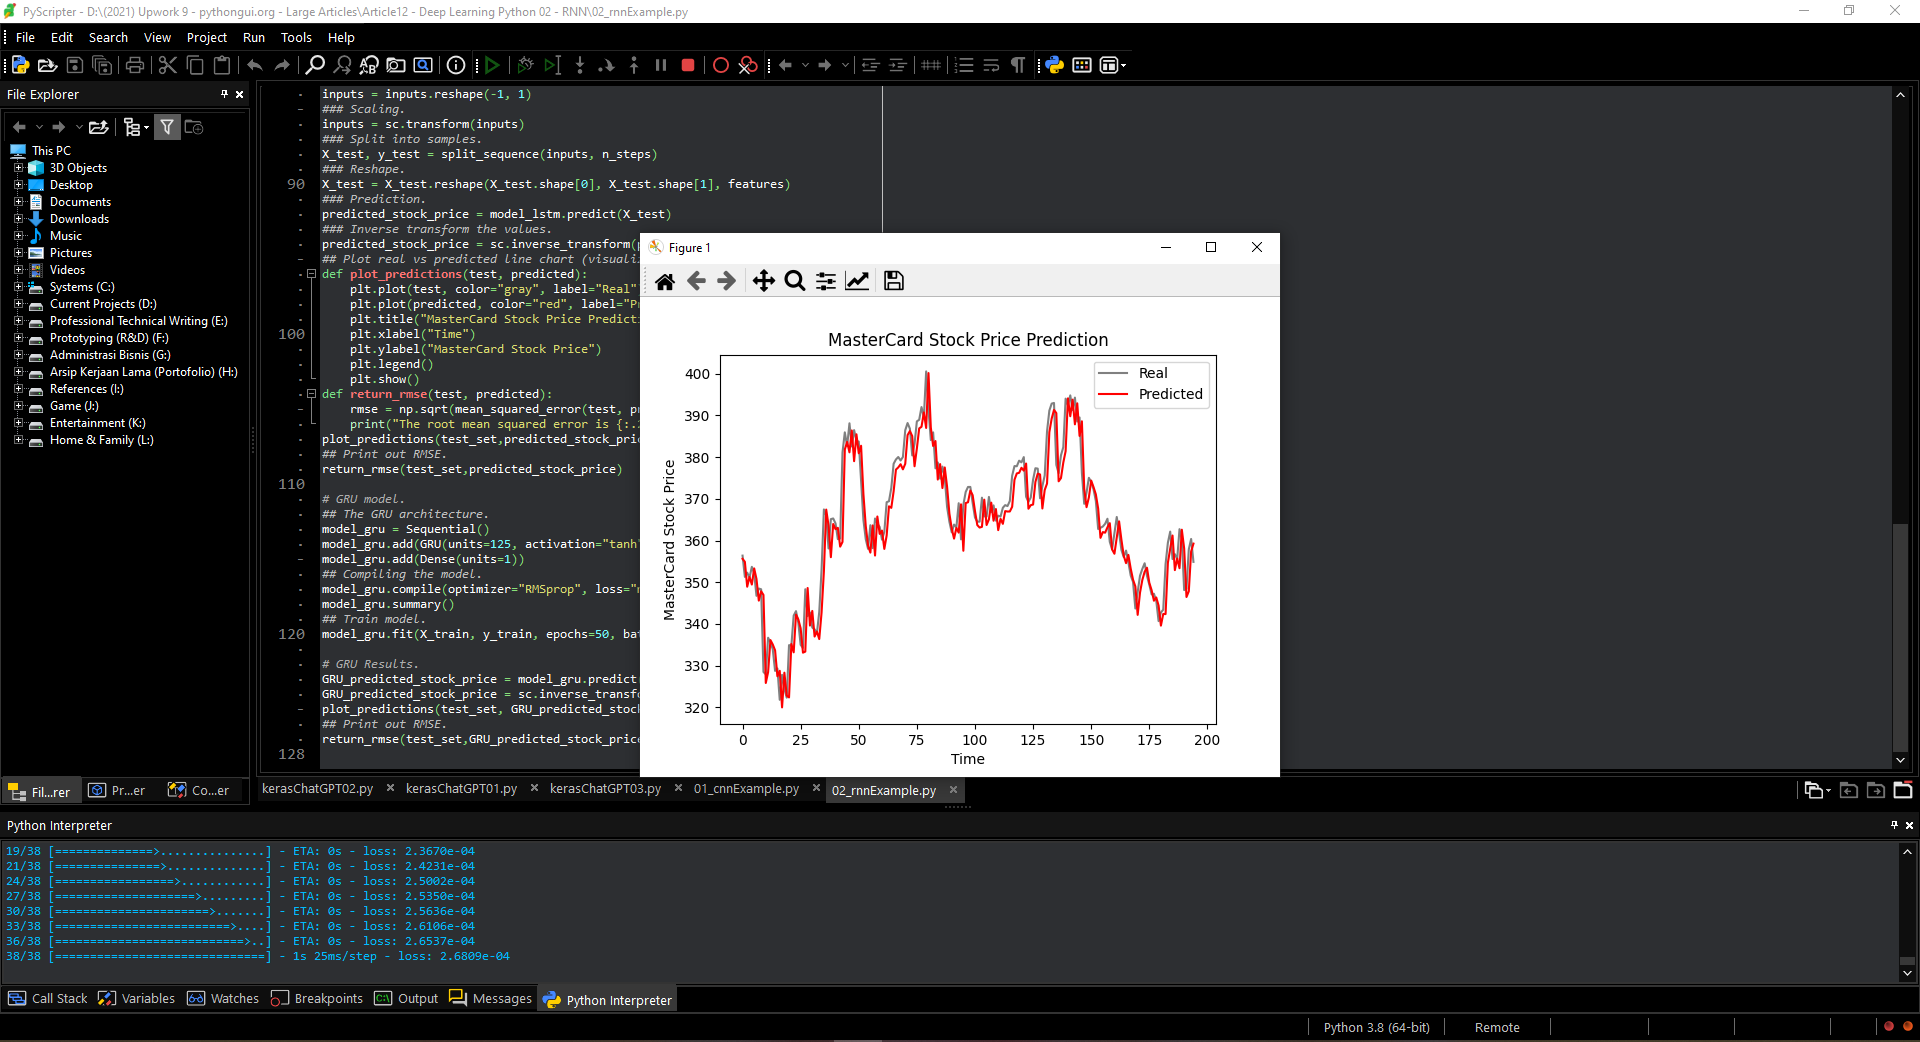 PyScripter - D:\(2021) Upwork 9 - pythongui.org - Large Articles\Article12 - Deep Learning Python 02 - RNN\02_rnnExample.py
File Edit Search View Project Run Tools Help
File Explorer
This PC
3D Objects
Desktop
Documents
Downloads
Music
Pictures
Videos
Systems (C:)
Current Projects (D:)
Professional Technical Writing (E:)
Prototyping (R&D) (F:)
Administrasi Bisnis (G:)
Arsip Kerjaan Lama (Portofolio) (H:)
References (I:)
Game (J:)
Entertainment (K:)
Home & Family (L:)
Fil...rer Pr...er Co...er
inputs = inputs.reshape(-1, 1)
### Scaling.
inputs = sc.transform(inputs)
### Split into samples.
X_test, y_test = split_sequence(inputs, n_steps)
### Reshape.
90 X_test = X_test.reshape(X_test.shape[0], X_test.shape[1], features)
### Prediction.
predicted_stock_price = model_lstm.predict(X_test)
### Inverse transform the values.
predicted_stock_price = sc.inverse_transform(
## Plot real vs predicted line chart (visuali
def plot_predictions(test, predicted):
plt.plot(test, color="gray", label="Real"
plt.plot(predicted, color="red", label="P
plt.title("MasterCard Stock Price Predicti
100 plt.xlabel("Time")
plt.ylabel("MasterCard Stock Price")
plt.legend()
plt.show()
def return_rmse(test, predicted):
rmse = np.sqrt(mean_squared_error(test, p
print("The root mean squared error is {:.
plot_predictions(test_set,predicted_stock_pri
## Print out RMSE.
return_rmse(test_set,predicted_stock_price)
110
# GRU model.
## The GRU architecture.
model_gru = Sequential()
model_gru.add(GRU(units=125, activation="tanh
model_gru.add(Dense(units=1))
## Compiling the model.
model_gru.compile(optimizer="RMSprop", loss="
model_gru.summary()
## Train model.
120 model_gru.fit(X_train, y_train, epochs=50, ba
# GRU Results.
GRU_predicted_stock_price = model_gru.predict
GRU_predicted_stock_price = sc.inverse_transf
plot_predictions(test_set, GRU_predicted_stoc
## Print out RMSE.
return_rmse(test_set,GRU_predicted_stock_pric
128
Figure 1
MasterCard Stock Price Prediction
Real
Predicted
MasterCard Stock Price
400
390
380
370
360
350
340
330
320
0 25 50 75 100 125 150 175 200
Time
kerasChatGPT02.py kerasChatGPT01.py kerasChatGPT03.py 01_cnnExample.py 02_rnnExample.py
Python Interpreter
19/38 [==============>...............] - ETA: 0s - loss: 2.3670e-04
21/38 [===============>..............] - ETA: 0s - loss: 2.4231e-04
24/38 [=================>............] - ETA: 0s - loss: 2.5002e-04
27/38 [====================>.........] - ETA: 0s - loss: 2.5350e-04
30/38 [======================>.......] - ETA: 0s - loss: 2.5636e-04
33/38 [=========================>....] - ETA: 0s - loss: 2.6106e-04
36/38 [===========================>..] - ETA: 0s - loss: 2.6537e-04
38/38 [==============================] - 1s 25ms/step - loss: 2.6809e-04
Call Stack Variables Watches Breakpoints Output Messages Python Interpreter
Python 3.8 (64-bit) Remote